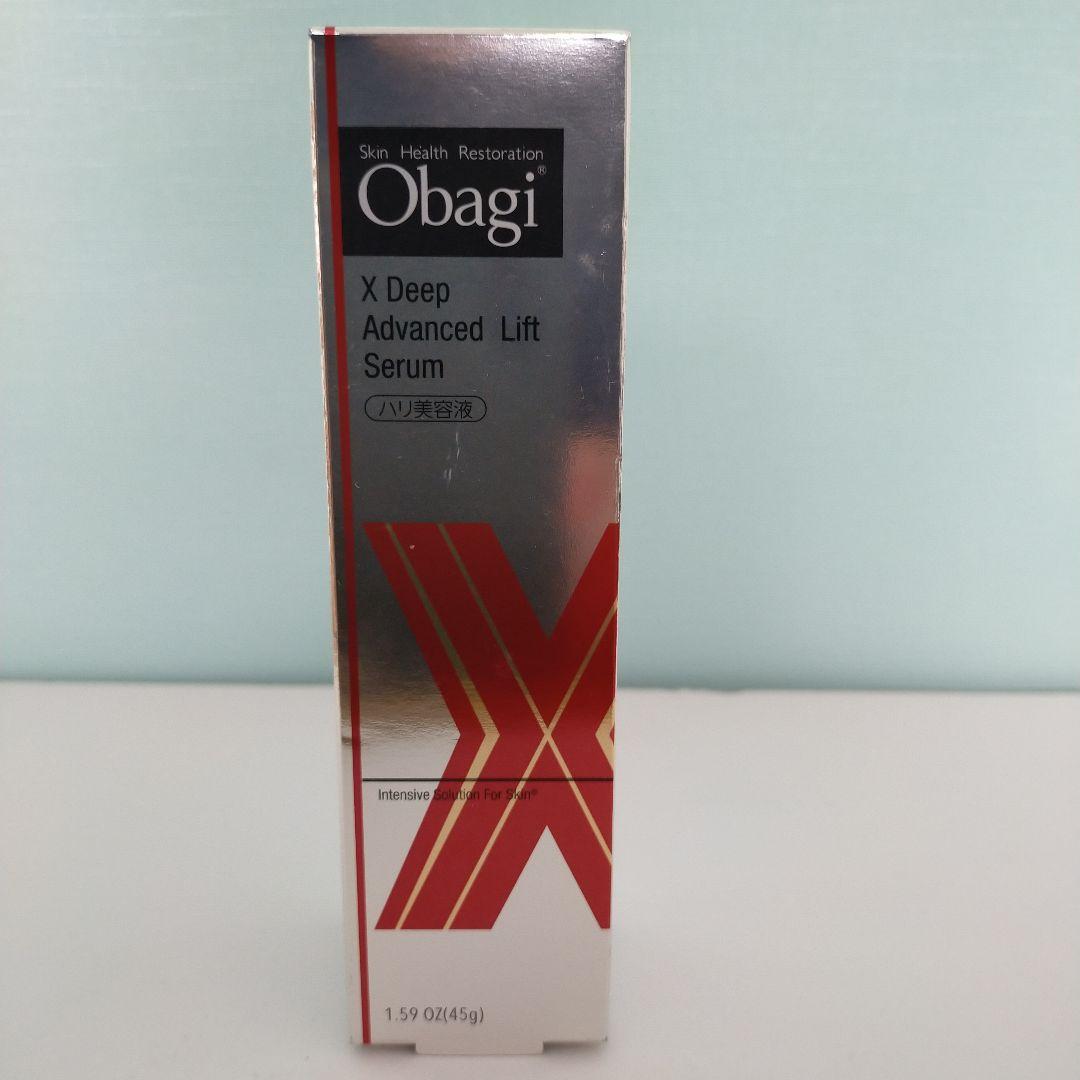 Skin Health Restoration
Obagi®
X Deep
Advanced Lift
Serum
ハリ美容液
Intensive Solution For Skin®
1.59 OZ(45g)